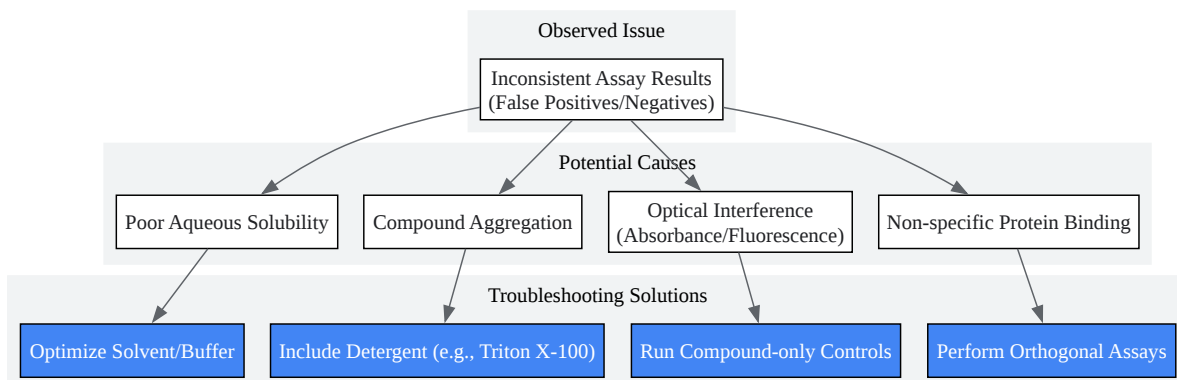 Observed Issue
Inconsistent Assay Results
(False Positives/Negatives)
Potential Causes
Poor Aqueous Solubility
Compound Aggregation
Optical Interference
(Absorbance/Fluorescence)
Non-specific Protein Binding
Troubleshooting Solutions
Optimize Solvent/Buffer
Include Detergent (e.g., Triton X-100)
Run Compound-only Controls
Perform Orthogonal Assays